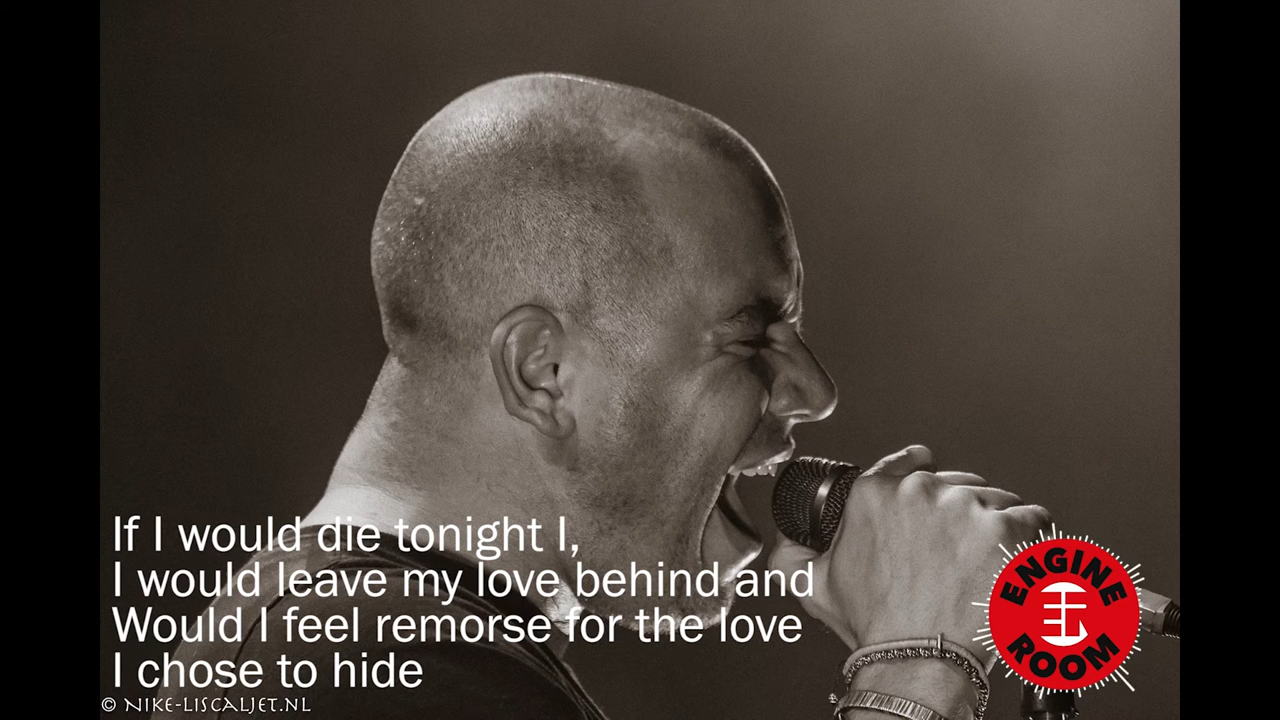 If I would die tonight I,
I would leave my love behind and
Would I feel remorse for the love
I chose to hide
ENGINE
ROOM
© NIKE-LISCALJET.NL